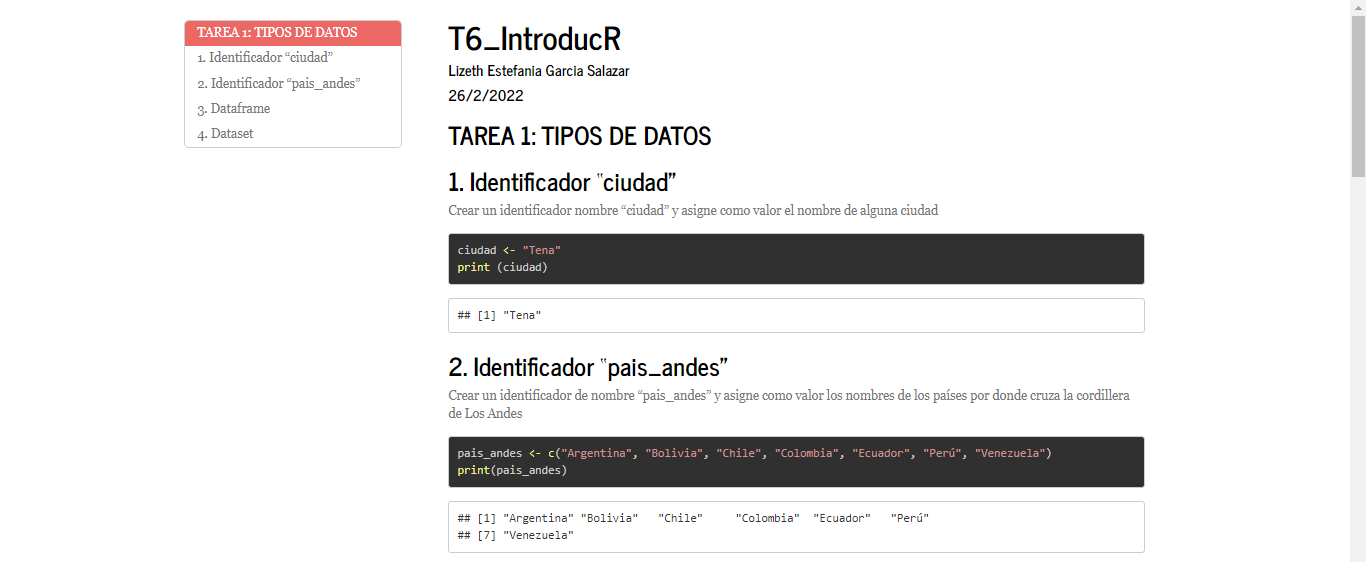 TAREA 1: TIPOS DE DATOS
1. Identificador “ciudad”
2. Identificador “pais_andes”
3. Dataframe
4. Dataset
T6_IntroducR
Lizeth Estefania Garcia Salazar
26/2/2022
TAREA 1: TIPOS DE DATOS
1. Identificador “ciudad”
Crear un identificador nombre “ciudad” y asigne como valor el nombre de alguna ciudad
ciudad <- "Tena"
print (ciudad)
## [1] "Tena"
2. Identificador “pais_andes”
Crear un identificador de nombre “pais_andes” y asigne como valor los nombres de los países por donde cruza la cordillera
de Los Andes
pais_andes <- c("Argentina", "Bolivia", "Chile", "Colombia", "Ecuador", "Perú", "Venezuela")
print(pais_andes)
## [1] "Argentina" "Bolivia"   "Chile"     "Colombia"  "Ecuador"   "Perú"
## [7] "Venezuela"